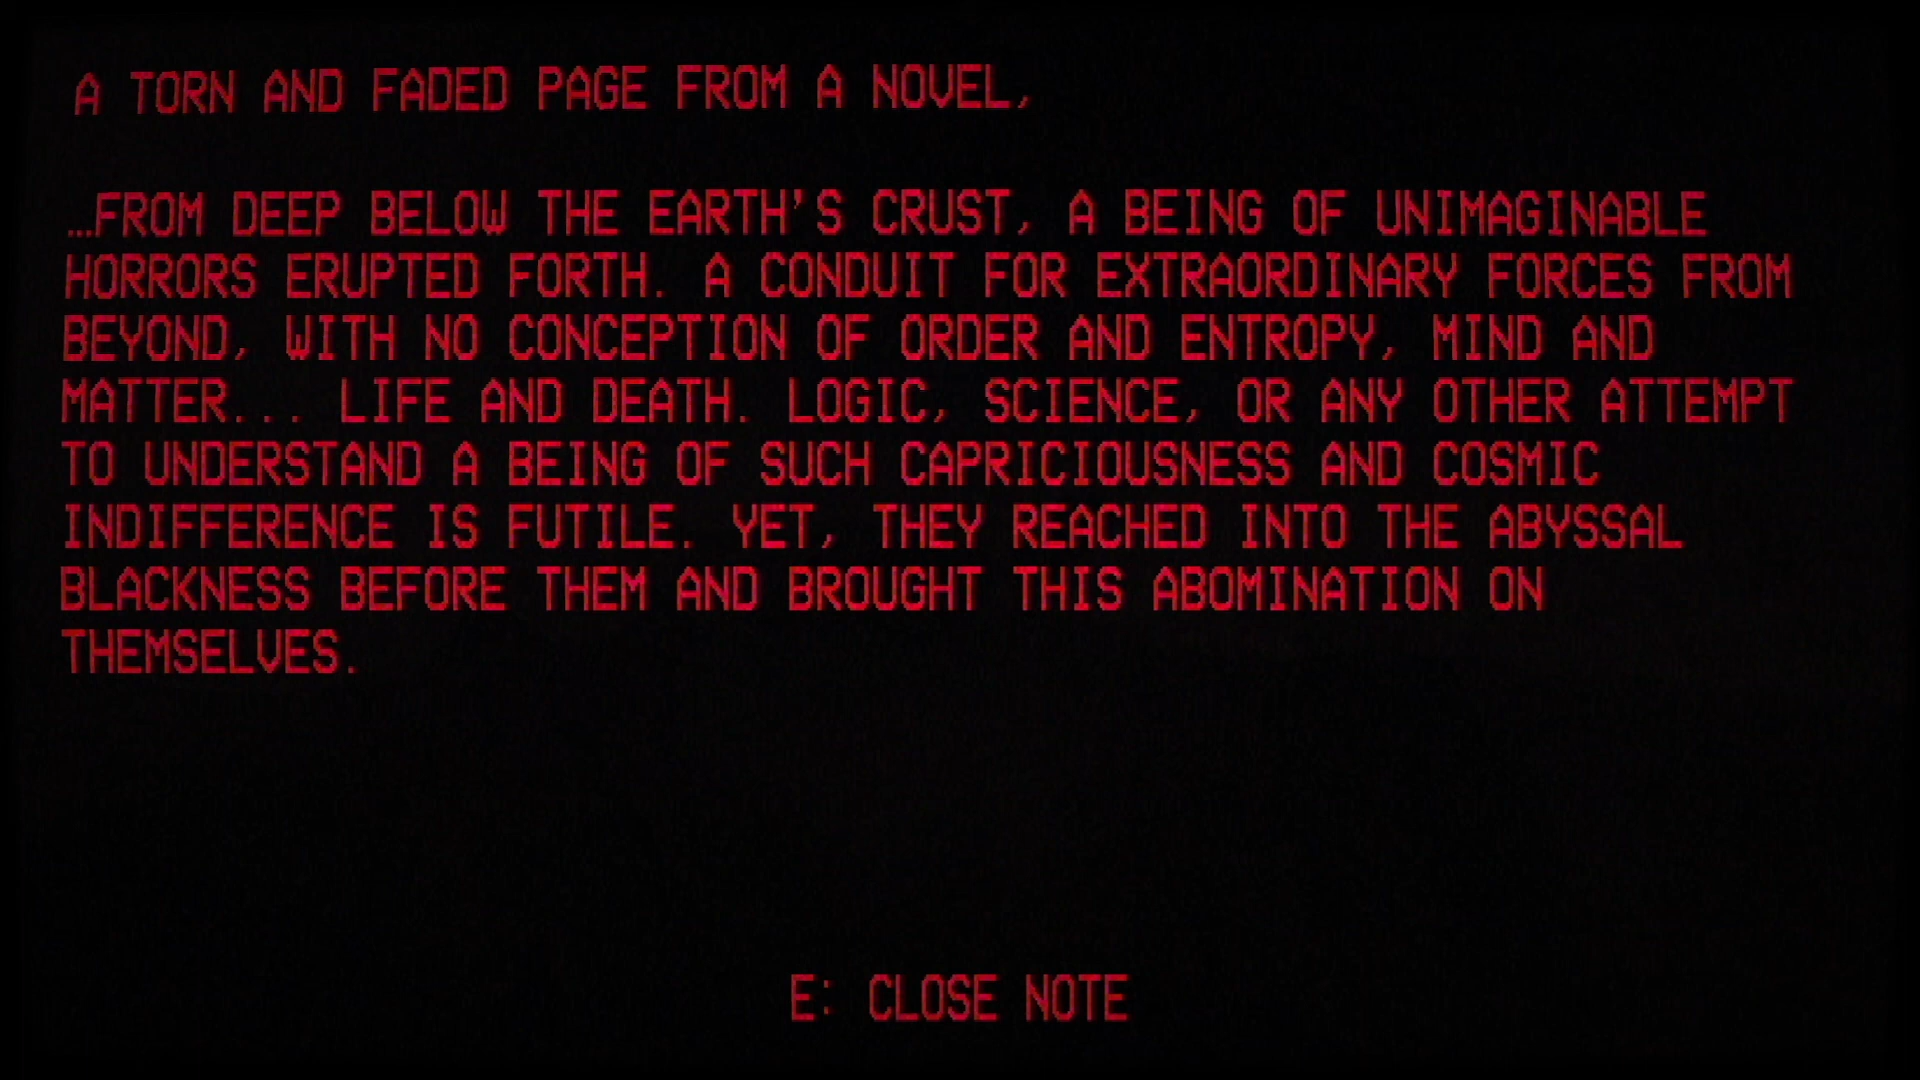 A TORN AND FADED PAGE FROM A NOVEL,
…FROM DEEP BELOW THE EARTH'S CRUST, A BEING OF UNIMAGINABLE
HORRORS ERUPTED FORTH. A CONDUIT FOR EXTRAORDINARY FORCES FROM
BEYOND, WITH NO CONCEPTION OF ORDER AND ENTROPY, MIND AND
MATTER... LIFE AND DEATH. LOGIC, SCIENCE, OR ANY OTHER ATTEMPT
TO UNDERSTAND A BEING OF SUCH CAPRICIOUSNESS AND COSMIC
INDIFFERENCE IS FUTILE. YET, THEY REACHED INTO THE ABYSSAL
BLACKNESS BEFORE THEM AND BROUGHT THIS ABOMINATION ON
THEMSELVES.
E: CLOSE NOTE